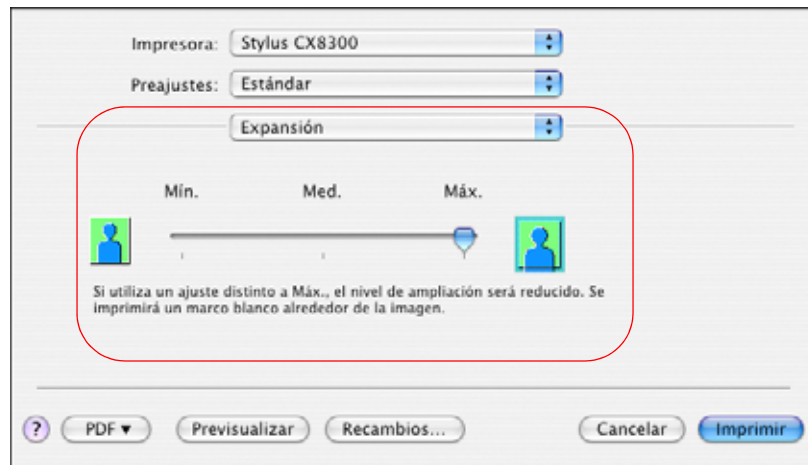 Impresora: Stylus CX8300
Preajustes: Estándar
Expansión
Mín. Med. Máx.
Si utiliza un ajuste distinto a Máx., el nivel de ampliación será reducido. Se
imprimirá un marco blanco alrededor de la imagen.
? PDF ▼ Previsualizar Recambios... Cancelar Imprimir